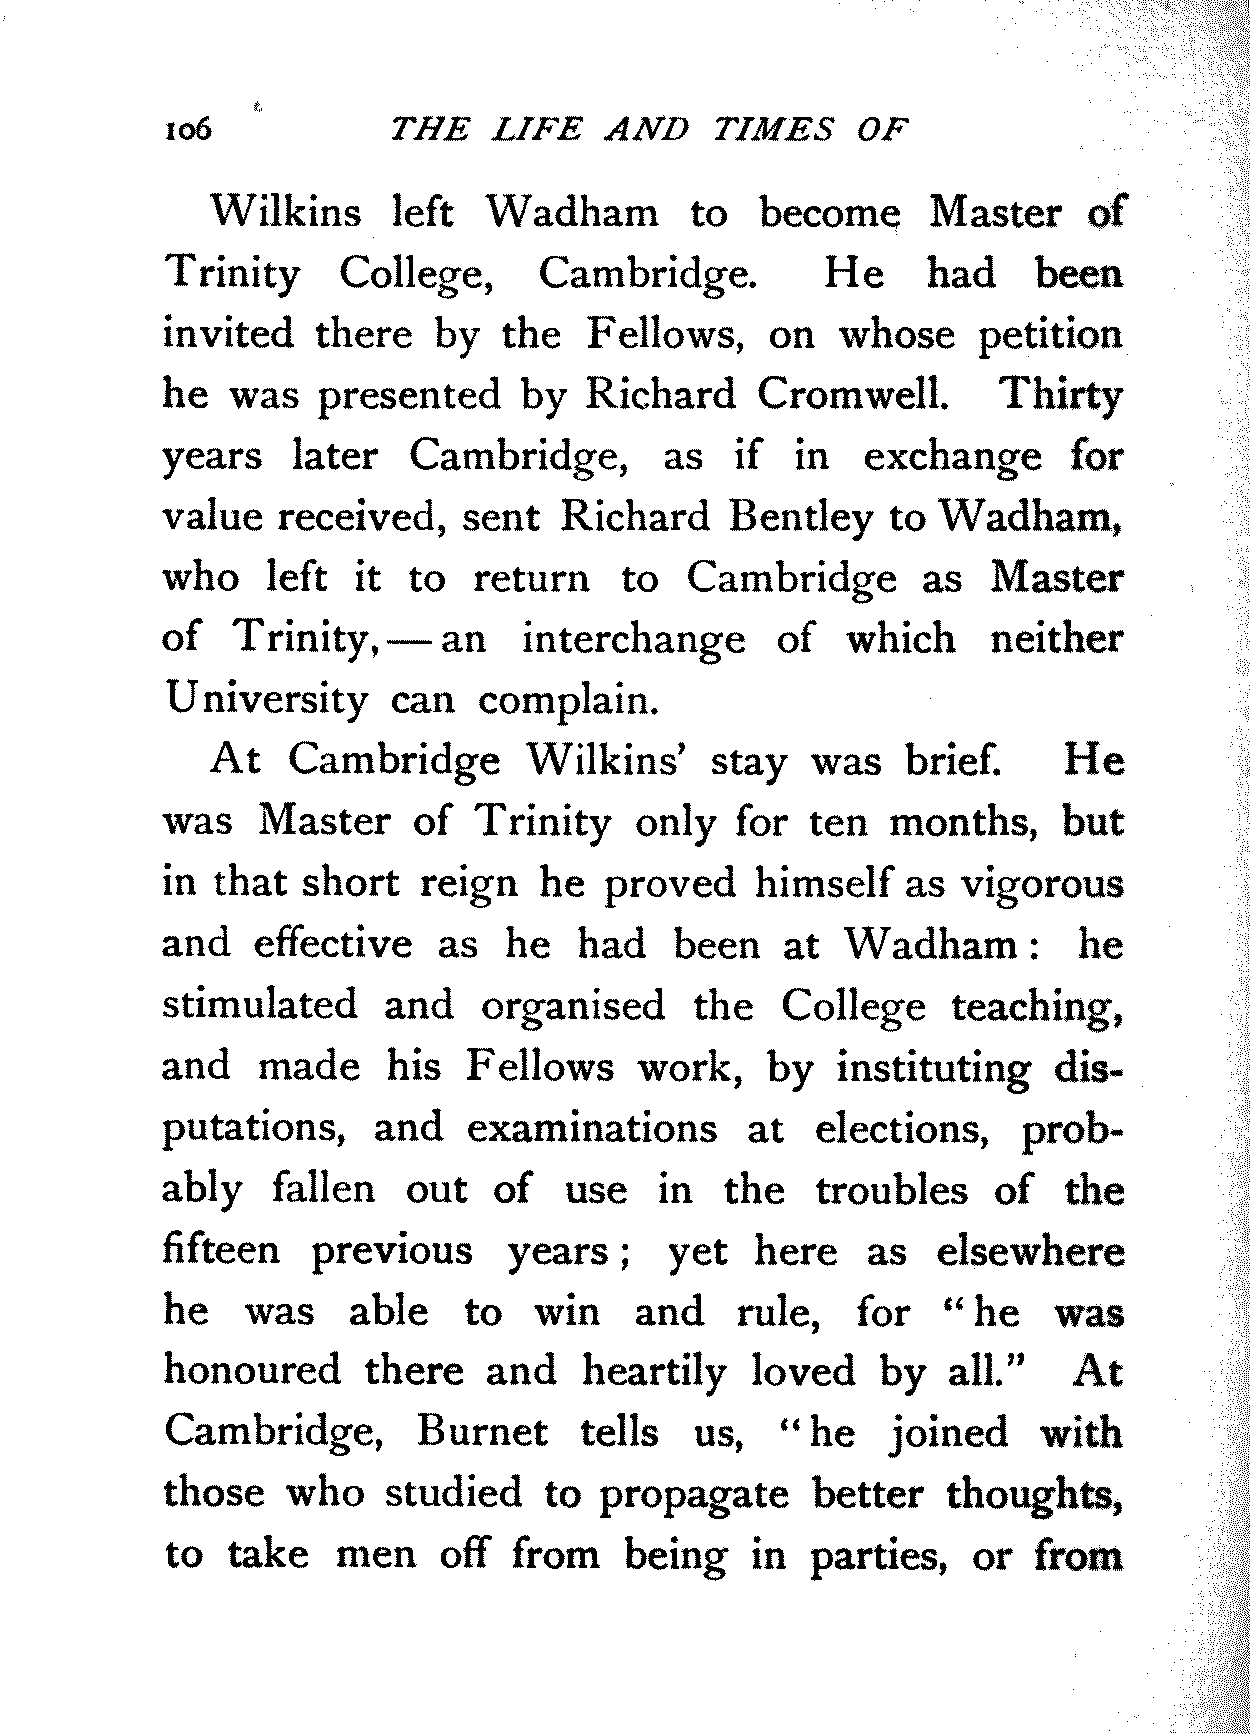 106 THE LIFE AND TIMES OF
Wilkins left Wadham to become Master of
Trinity College, Cambridge. He had been
invited there by the Fellows, on whose petition
he was presented by Richard Cromwell. Thirty
years later Cambridge, as if in exchange for
value received, sent Richard Bentley to Wadham,
who left it to return to Cambridge as Master
of Trinity,—an interchange of which neither
University can complain.
At Cambridge Wilkins' stay was brief. He
was Master of Trinity only for ten months, but
in that short reign he proved himself as vigorous
and effective as he had been at Wadham: he
stimulated and organised the College teaching,
and made his Fellows work, by instituting dis-
putations, and examinations at elections, prob-
ably fallen out of use in the troubles of the
fifteen previous years; yet here as elsewhere
he was able to win and rule, for "he was
honoured there and heartily loved by all." At
Cambridge, Burnet tells us, "he joined with
those who studied to propagate better thoughts,
to take men off from being in parties, or from